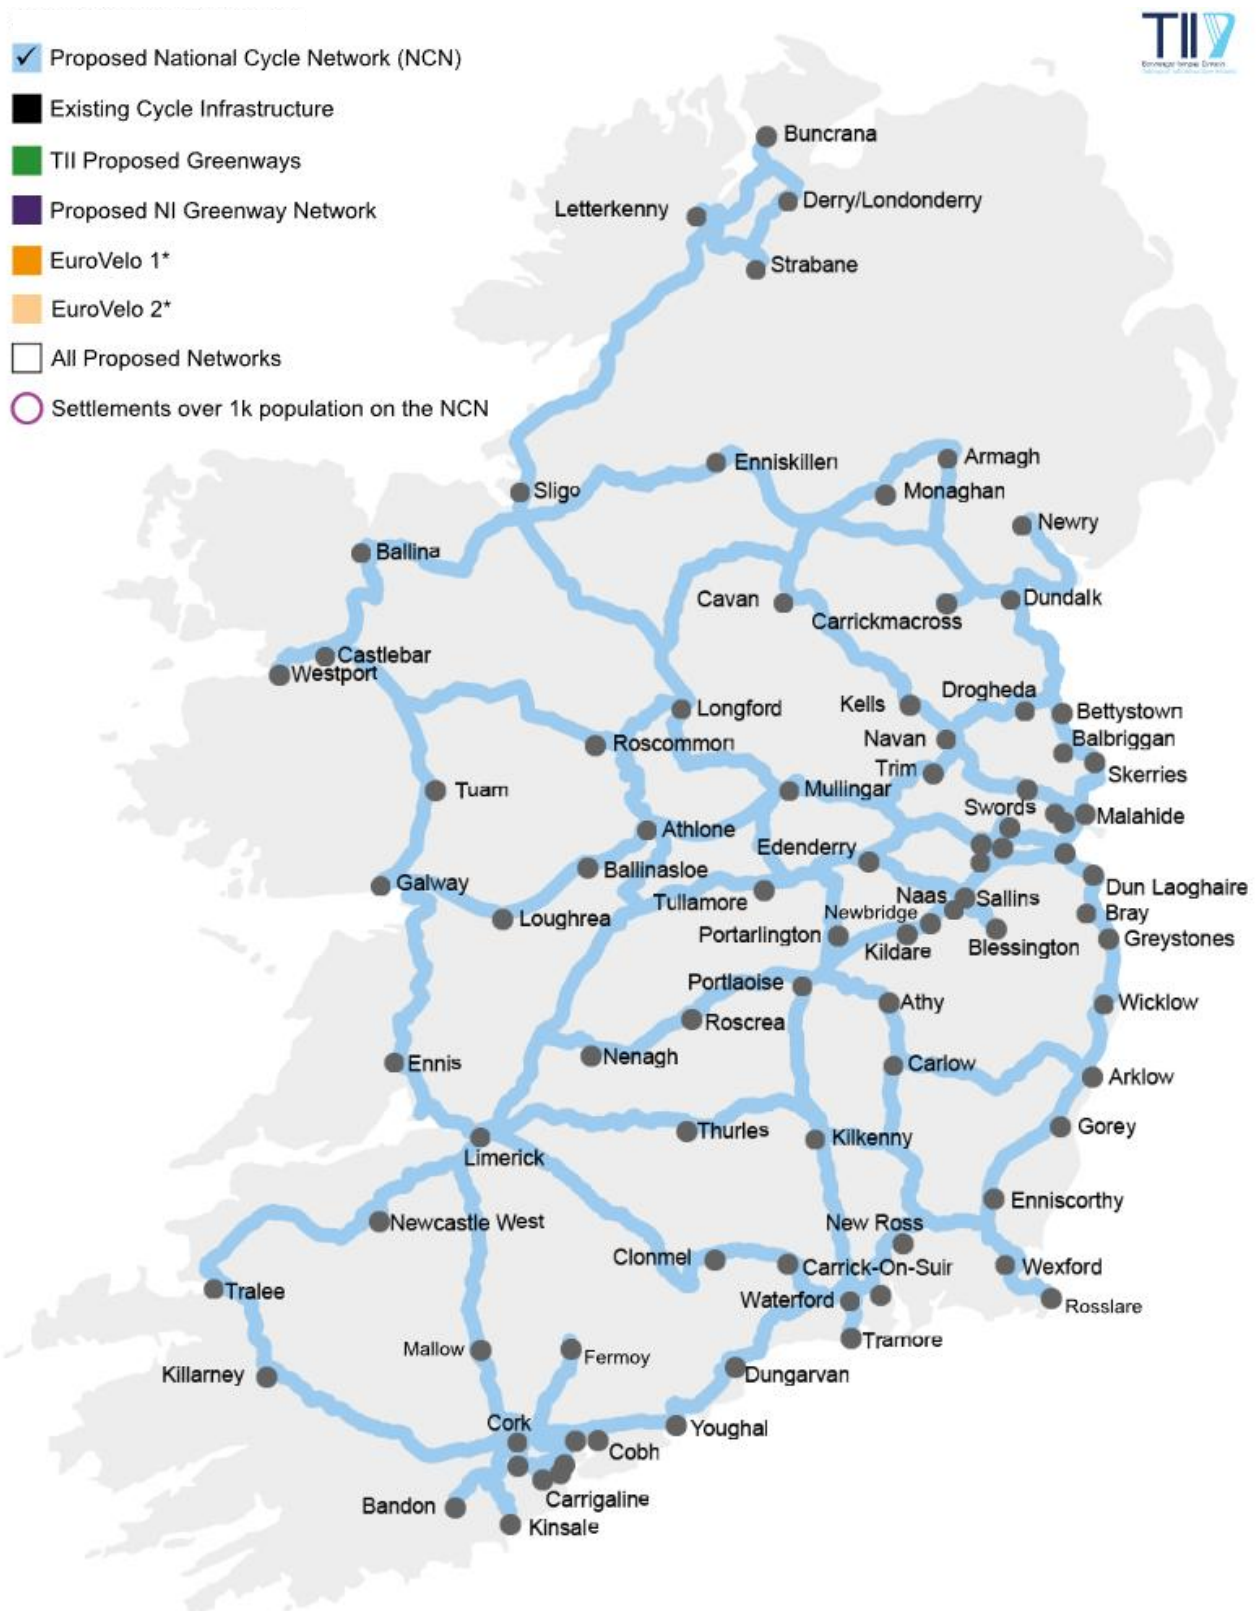 TII
Proposed National Cycle Network (NCN)
Existing Cycle Infrastructure
TII Proposed Greenways
Proposed NI Greenway Network
EuroVelo 1*
EuroVelo 2*
All Proposed Networks
Settlements over 1k population on the NCN
Buncrana
Derry/Londonderry
Letterkenny
Strabane
Enniskillen
Armagh
Monaghan
Sligo
Newry
Ballina
Cavan
Dundalk
Carrickmacross
Castlebar
Westport
Drogheda
Kells
Longford
Bettystown
Navan
Roscommon
Balbriggan
Trim
Skerries
Tuam
Mullingar
Swords
Malahide
Athlone
Edenderry
Ballinasloe
Galway
Dun Laoghaire
Naas
Sallins
Tullamore
Newbridge
Bray
Loughrea
Portarlington
Kildare
Blessington
Greystones
Portlaoise
Athy
Wicklow
Roscrea
Nenagh
Ennis
Carlow
Arklow
Gorey
Thurles
Kilkenny
Limerick
Enniscorthy
Newcastle West
New Ross
Clonmel
Carrick-On-Suir
Wexford
Tralee
Waterford
Rosslare
Tramore
Mallow
Fermoy
Killarney
Dungarvan
Cork
Youghal
Cobh
Carrigaline
Bandon
Kinsale